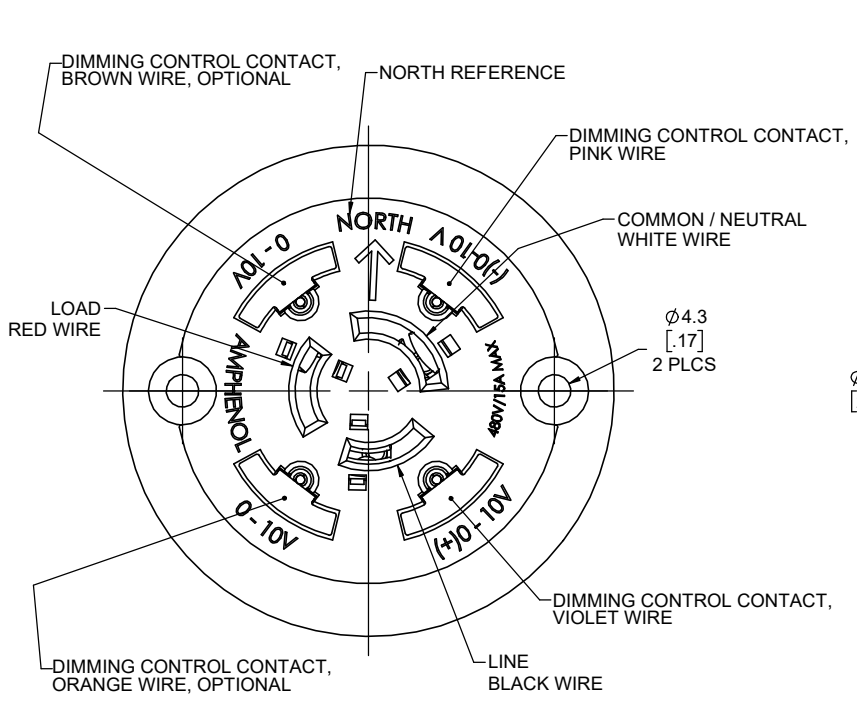 DIMMING CONTROL CONTACT,
BROWN WIRE, OPTIONAL
NORTH REFERENCE
DIMMING CONTROL CONTACT,
PINK WIRE
COMMON / NEUTRAL
WHITE WIRE
NORTH
0 - 10V
(-)0-10 V
LOAD
RED WIRE
Ø4.3
[.17]
2 PLCS
Ø
[
AMPHENOL
480V/15A MAX
0 - 10V
(+)0 - 10V
DIMMING CONTROL CONTACT,
VIOLET WIRE
DIMMING CONTROL CONTACT,
ORANGE WIRE, OPTIONAL
LINE
BLACK WIRE